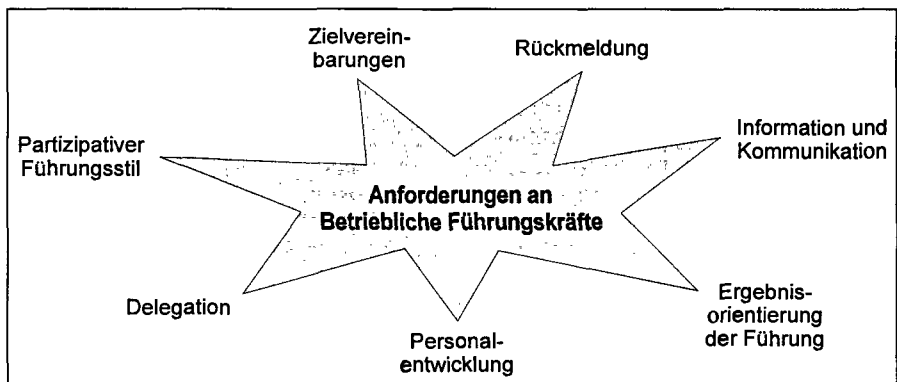 Zielverein-
barungen
Rückmeldung
Partizipativer
Führungsstil
Information und
Kommunikation
Anforderungen an
Betriebliche Führungskräfte
Delegation
Personal-
entwicklung
Ergebnis-
orientierung
der Führung